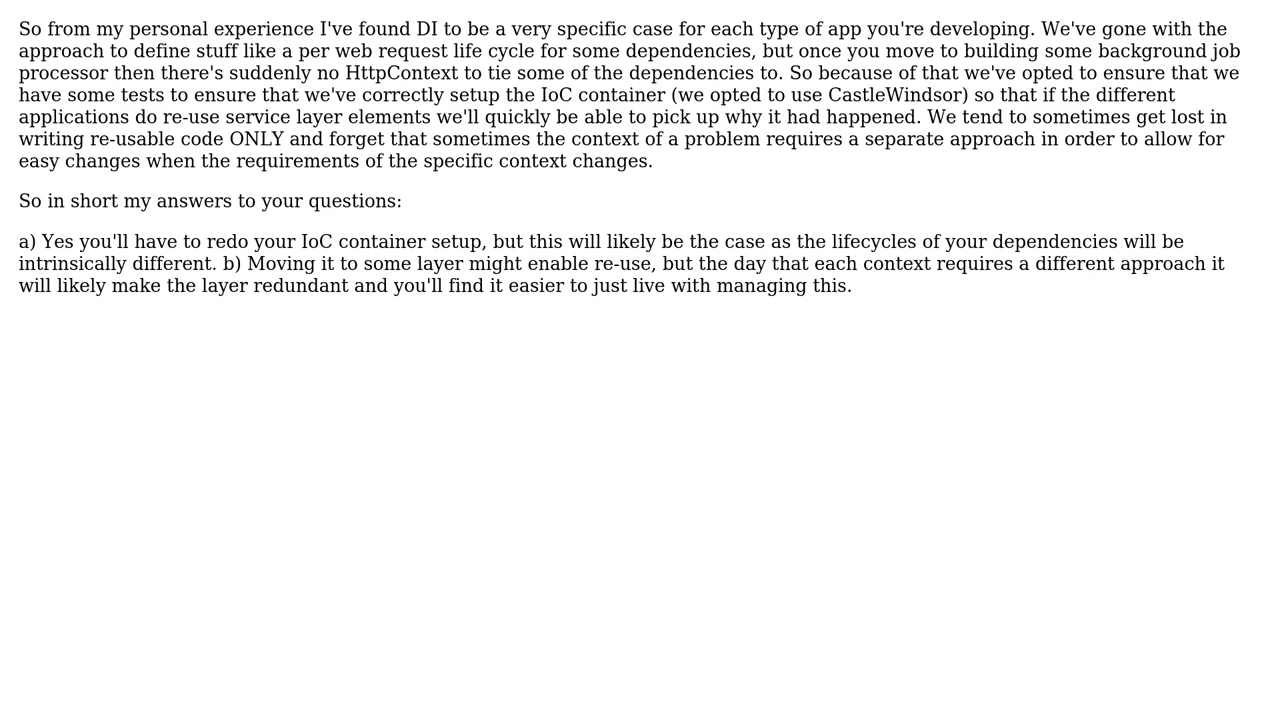 So from my personal experience I've found DI to be a very specific case for each type of app you're developing. We've gone with the
approach to define stuff like a per web request life cycle for some dependencies, but once you move to building some background job
processor then there's suddenly no HttpContext to tie some of the dependencies to. So because of that we've opted to ensure that we
have some tests to ensure that we've correctly setup the IoC container (we opted to use CastleWindsor) so that if the different
applications do re-use service layer elements we'll quickly be able to pick up why it had happened. We tend to sometimes get lost in
writing re-usable code ONLY and forget that sometimes the context of a problem requires a separate approach in order to allow for
easy changes when the requirements of the specific context changes.
So in short my answers to your questions:
a) Yes you'll have to redo your IoC container setup, but this will likely be the case as the lifecycles of your dependencies will be
intrinsically different. b) Moving it to some layer might enable re-use, but the day that each context requires a different approach it
will likely make the layer redundant and you'll find it easier to just live with managing this.